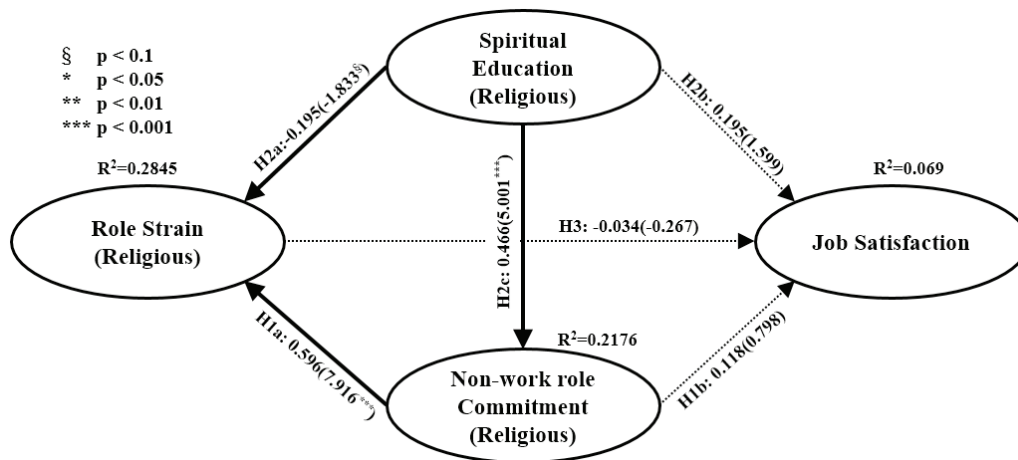 § p < 0.1
* p < 0.05
** p < 0.01
*** p < 0.001
Spiritual
Education
(Religious)
H2a:-0.195(-1.833§)
H2b: 0.195(1.599)
R²=0.2845
R²=0.069
Role Strain
(Religious)
H2c: 0.466(5.001***)
H3: -0.034(-0.267)
Job Satisfaction
H1a: 0.596(7.916***)
R²=0.2176
H1b: 0.118(0.798)
Non-work role
Commitment
(Religious)